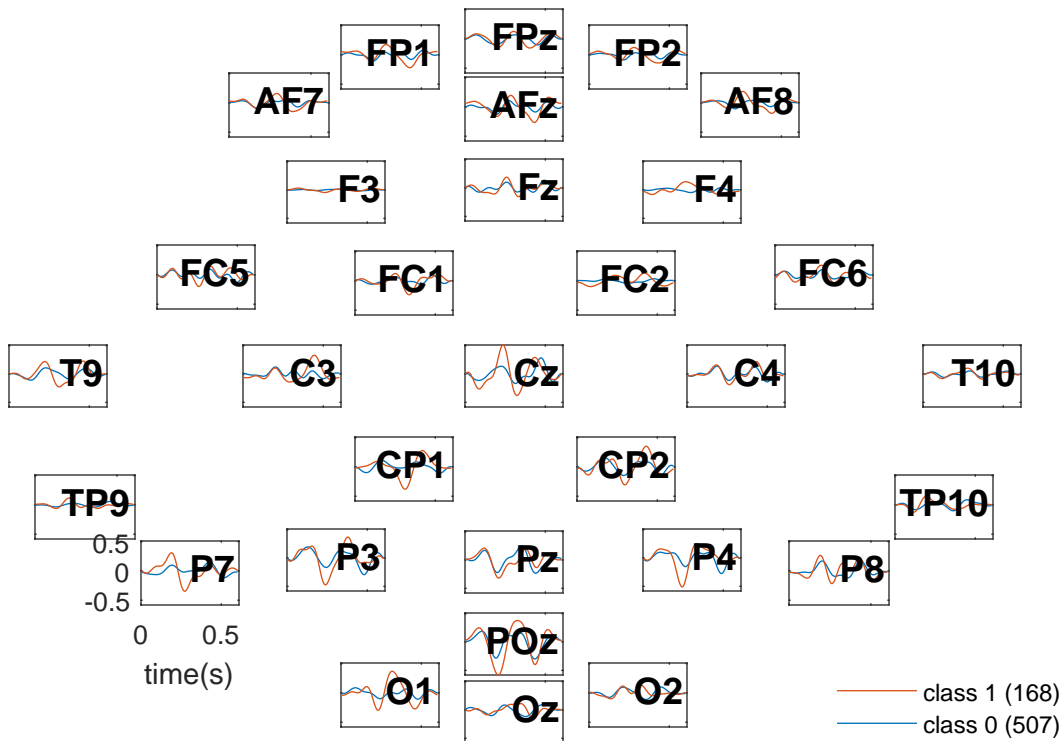 FP1 FPz FP2
AF7 AFz AF8
F3 Fz F4
FC5 FC1 FC2 FC6
T9 C3 Cz C4 T10
CP1 CP2
TP9 TP10
0.5
0
-0.5
P7 P3 Pz P4 P8
0 0.5
time(s)
POz
O1 Oz O2
class 1 (168)
class 0 (507)